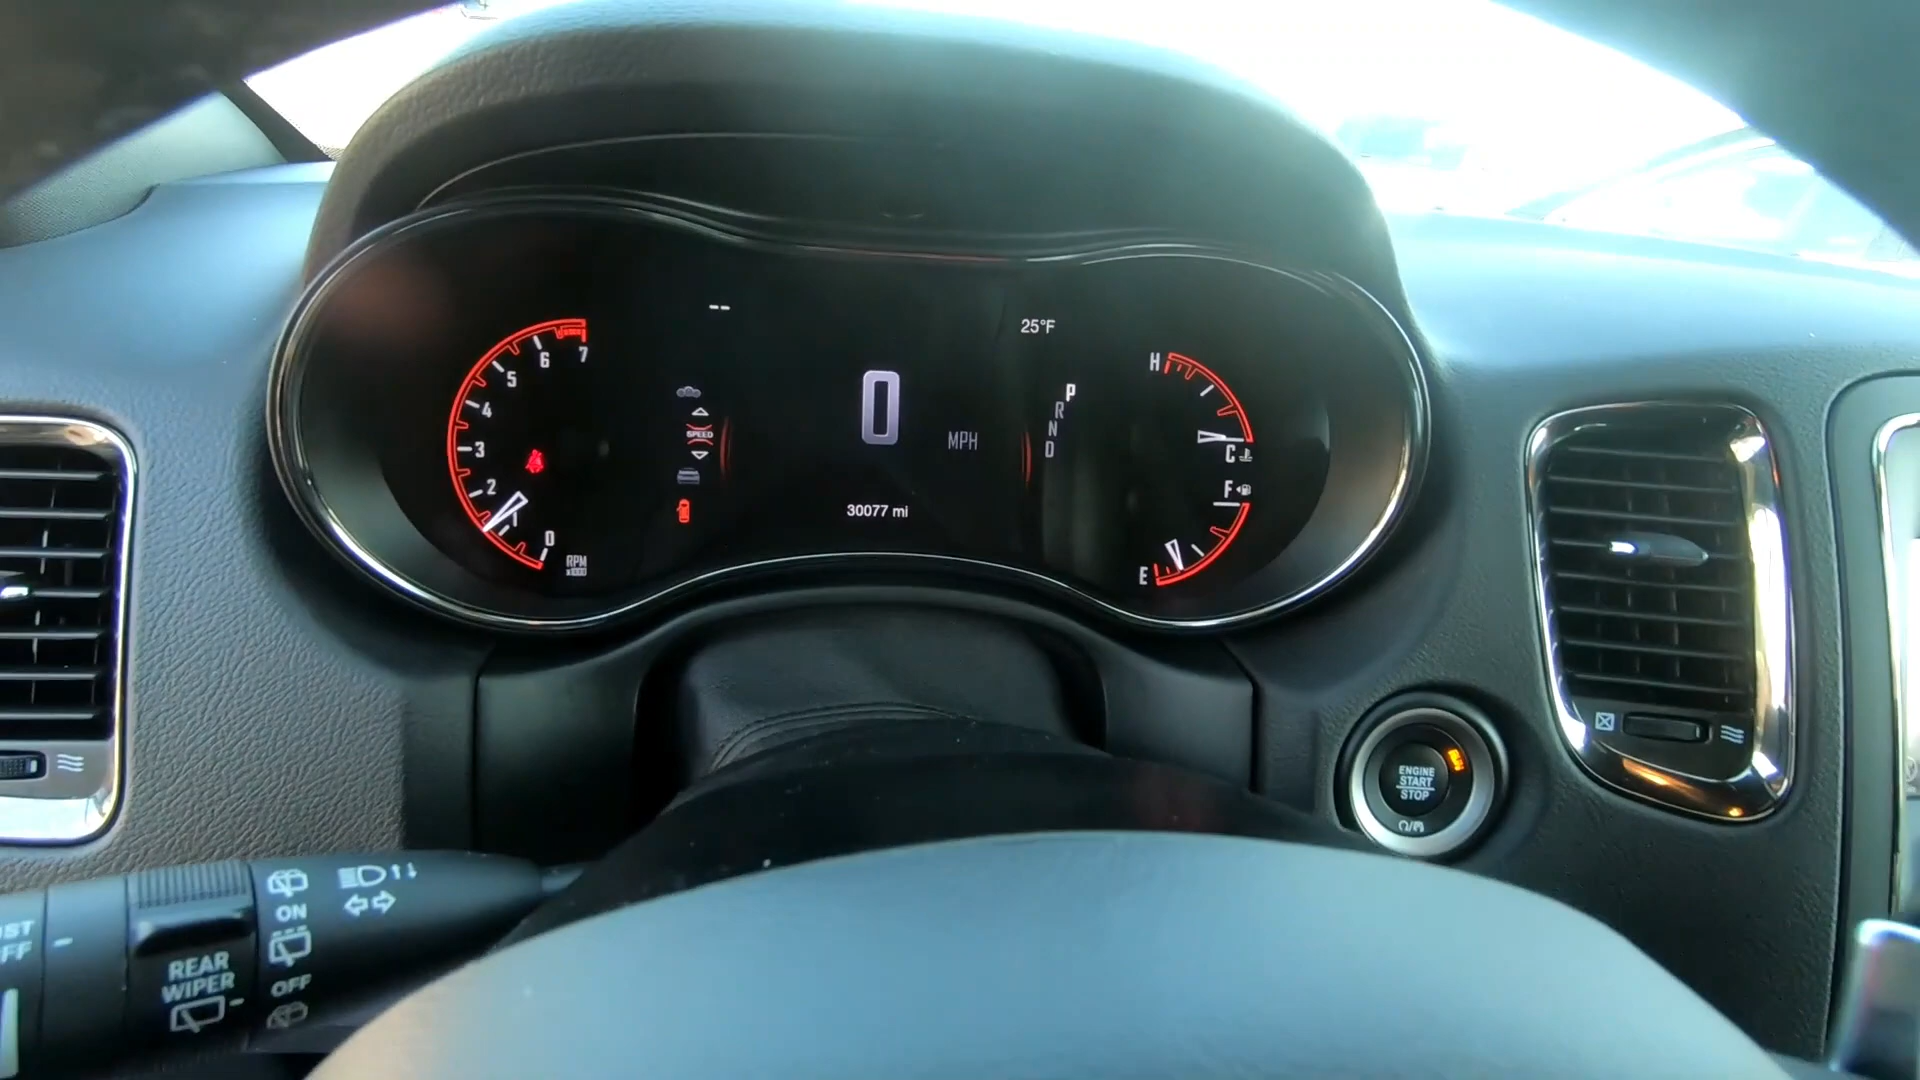 --
25°F
7
6
5
4
3
2
1
0
RPM
SPEED
0
MPH
30077 mi
P
R
N
D
H
C
F
E
ENGINE
START
STOP
ON
OFF
REAR
WIPER